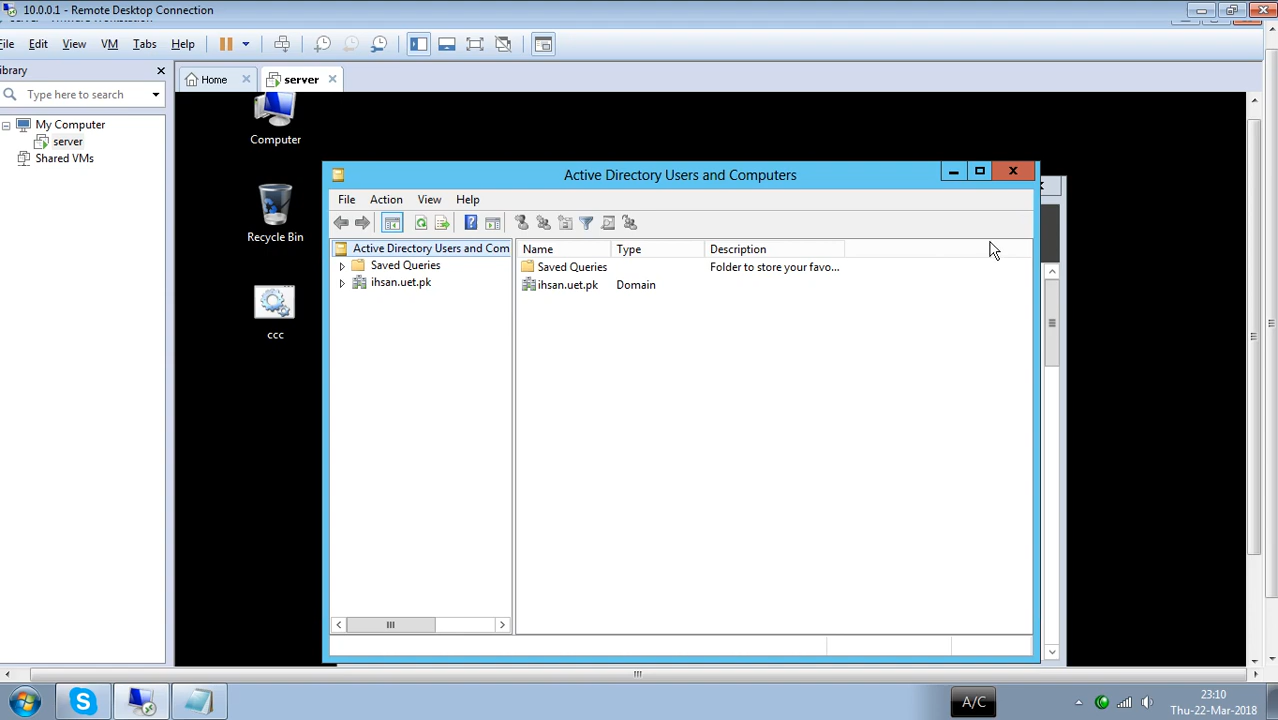 10.0.0.1 - Remote Desktop Connection
File Edit View VM Tabs Help
Library
Home
server
Type here to search
My Computer
server
Shared VMs
Computer
Recycle Bin
ccc
Active Directory Users and Computers
File Action View Help
Active Directory Users and Com
Saved Queries
ihsan.uet.pk
Name Type Description
Saved Queries Folder to store your favo...
ihsan.uet.pk Domain
A/C
23:10
Thu-22-Mar-2018